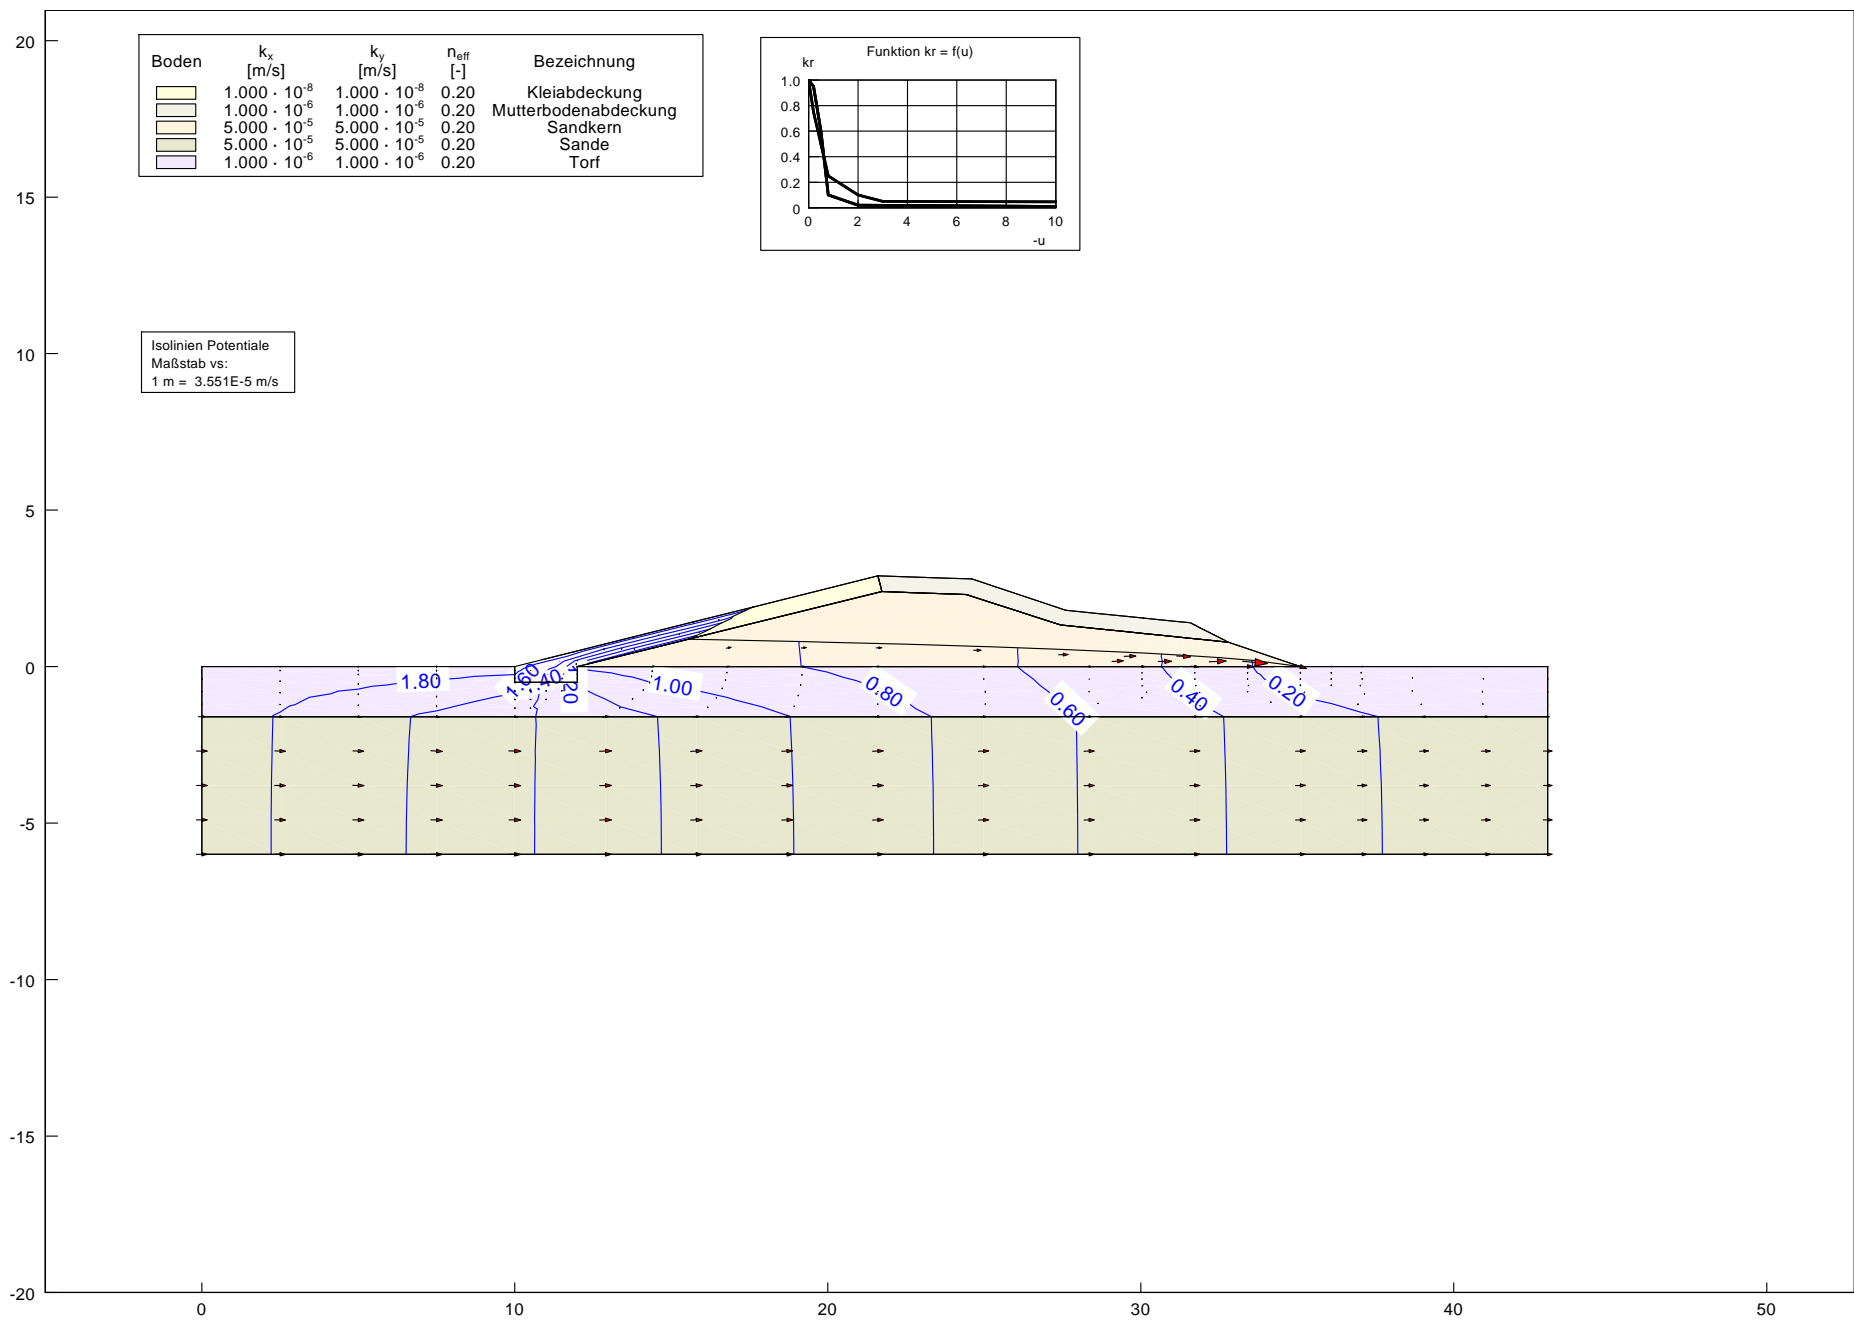 Boden kx ky neff Bezeichnung
[m/s] [m/s] [-]
1.000 · 10-8 1.000 · 10-8 0.20 Kleiabdeckung
1.000 · 10-6 1.000 · 10-6 0.20 Mutterbodenabdeckung
5.000 · 10-5 5.000 · 10-5 0.20 Sandkern
5.000 · 10-5 5.000 · 10-5 0.20 Sande
1.000 · 10-6 1.000 · 10-6 0.20 Torf
Funktion kr = f(u)
kr
1.0
0.8
0.6
0.4
0.2
0
0 2 4 6 8 10
-u
Isolinien Potentiale
Maßstab vs:
1 m = 3.551E-5 m/s
20
15
10
5
0
-5
-10
-15
-20
1.80 1.60 1.00 0.80 0.60 0.40 0.20
0 10 20 30 40 50